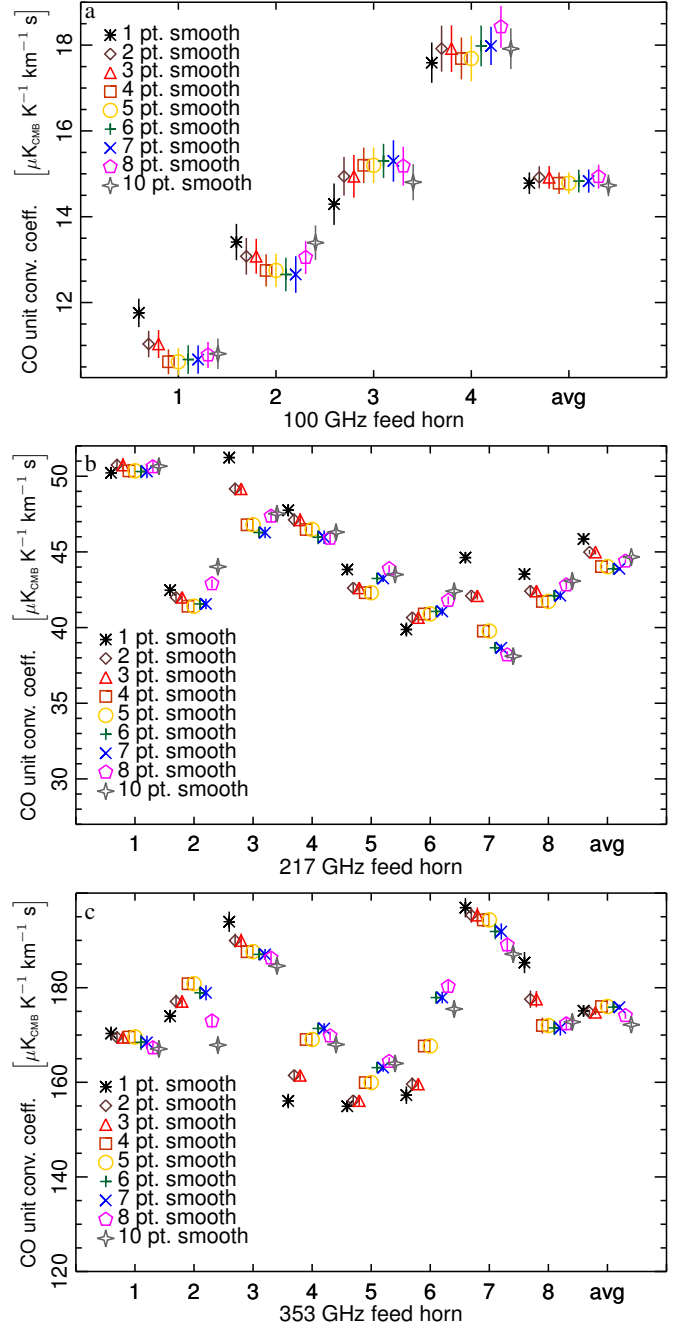 a
CO unit conv. coeff. [μK_CMB K^−1 km^−1 s]
18
16
14
12
1 pt. smooth
2 pt. smooth
3 pt. smooth
4 pt. smooth
5 pt. smooth
6 pt. smooth
7 pt. smooth
8 pt. smooth
10 pt. smooth
1 2 3 4 avg
100 GHz feed horn
b
CO unit conv. coeff. [μK_CMB K^−1 km^−1 s]
50
45
40
35
30
1 pt. smooth
2 pt. smooth
3 pt. smooth
4 pt. smooth
5 pt. smooth
6 pt. smooth
7 pt. smooth
8 pt. smooth
10 pt. smooth
1 2 3 4 5 6 7 8 avg
217 GHz feed horn
c
CO unit conv. coeff. [μK_CMB K^−1 km^−1 s]
180
160
140
120
1 pt. smooth
2 pt. smooth
3 pt. smooth
4 pt. smooth
5 pt. smooth
6 pt. smooth
7 pt. smooth
8 pt. smooth
10 pt. smooth
1 2 3 4 5 6 7 8 avg
353 GHz feed horn